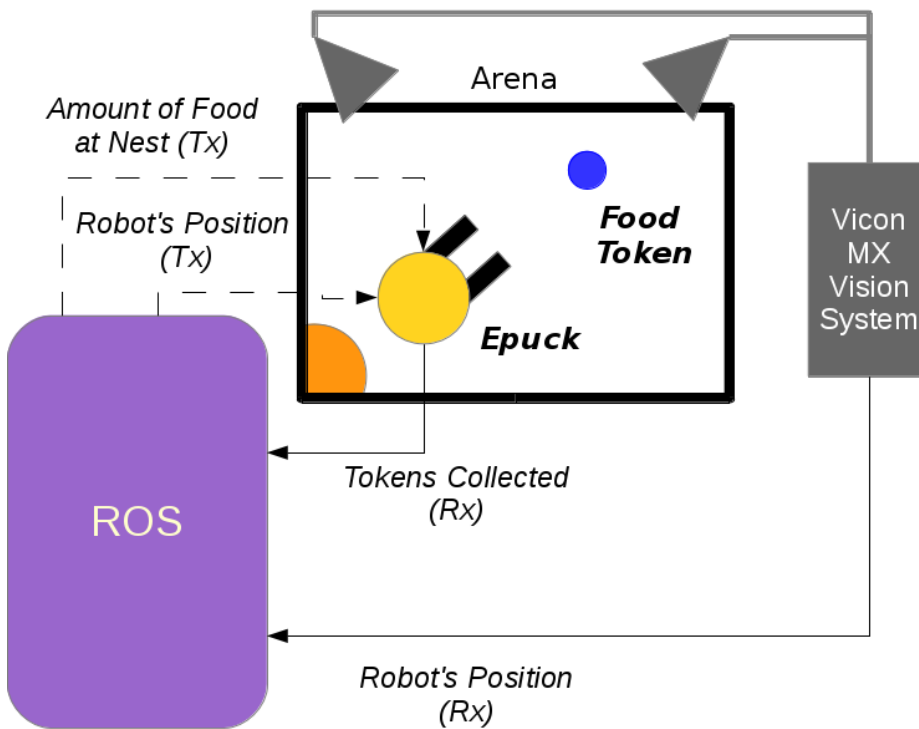 Arena
Amount of Food
at Nest (Tx)
Robot's Position
(Tx)
Food
Token
Vicon
MX
Vision
System
Epuck
Tokens Collected
(Rx)
ROS
Robot's Position
(Rx)